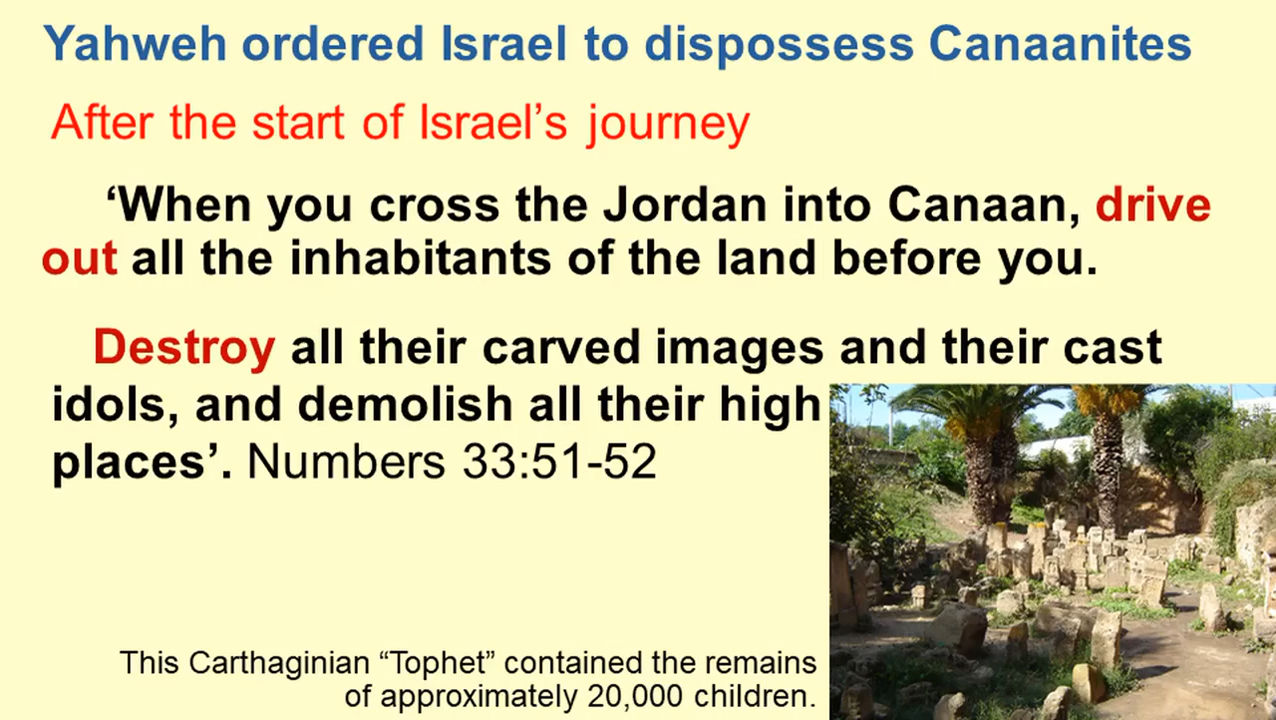 Yahweh ordered Israel to dispossess Canaanites
After the start of Israel’s journey
‘When you cross the Jordan into Canaan, drive
out all the inhabitants of the land before you.
Destroy all their carved images and their cast
idols, and demolish all their high
places’. Numbers 33:51-52
This Carthaginian “Tophet” contained the remains
of approximately 20,000 children.